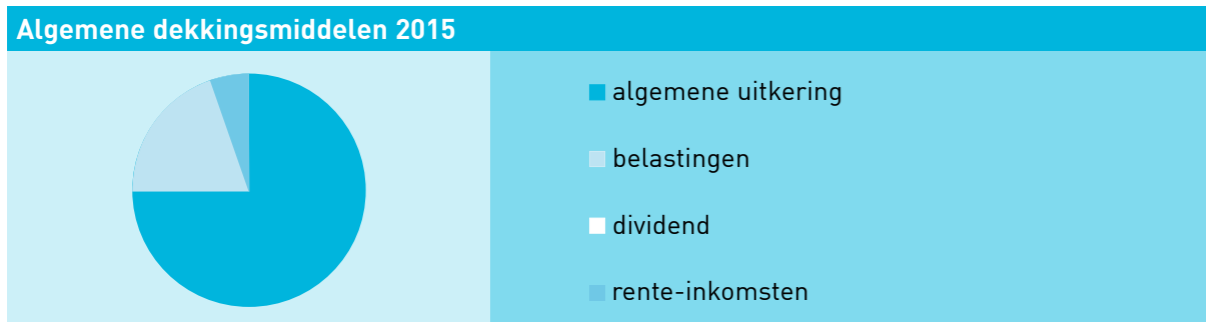 Algemene dekkingsmiddelen 2015
algemene uitkering
belastingen
dividend
rente-inkomsten